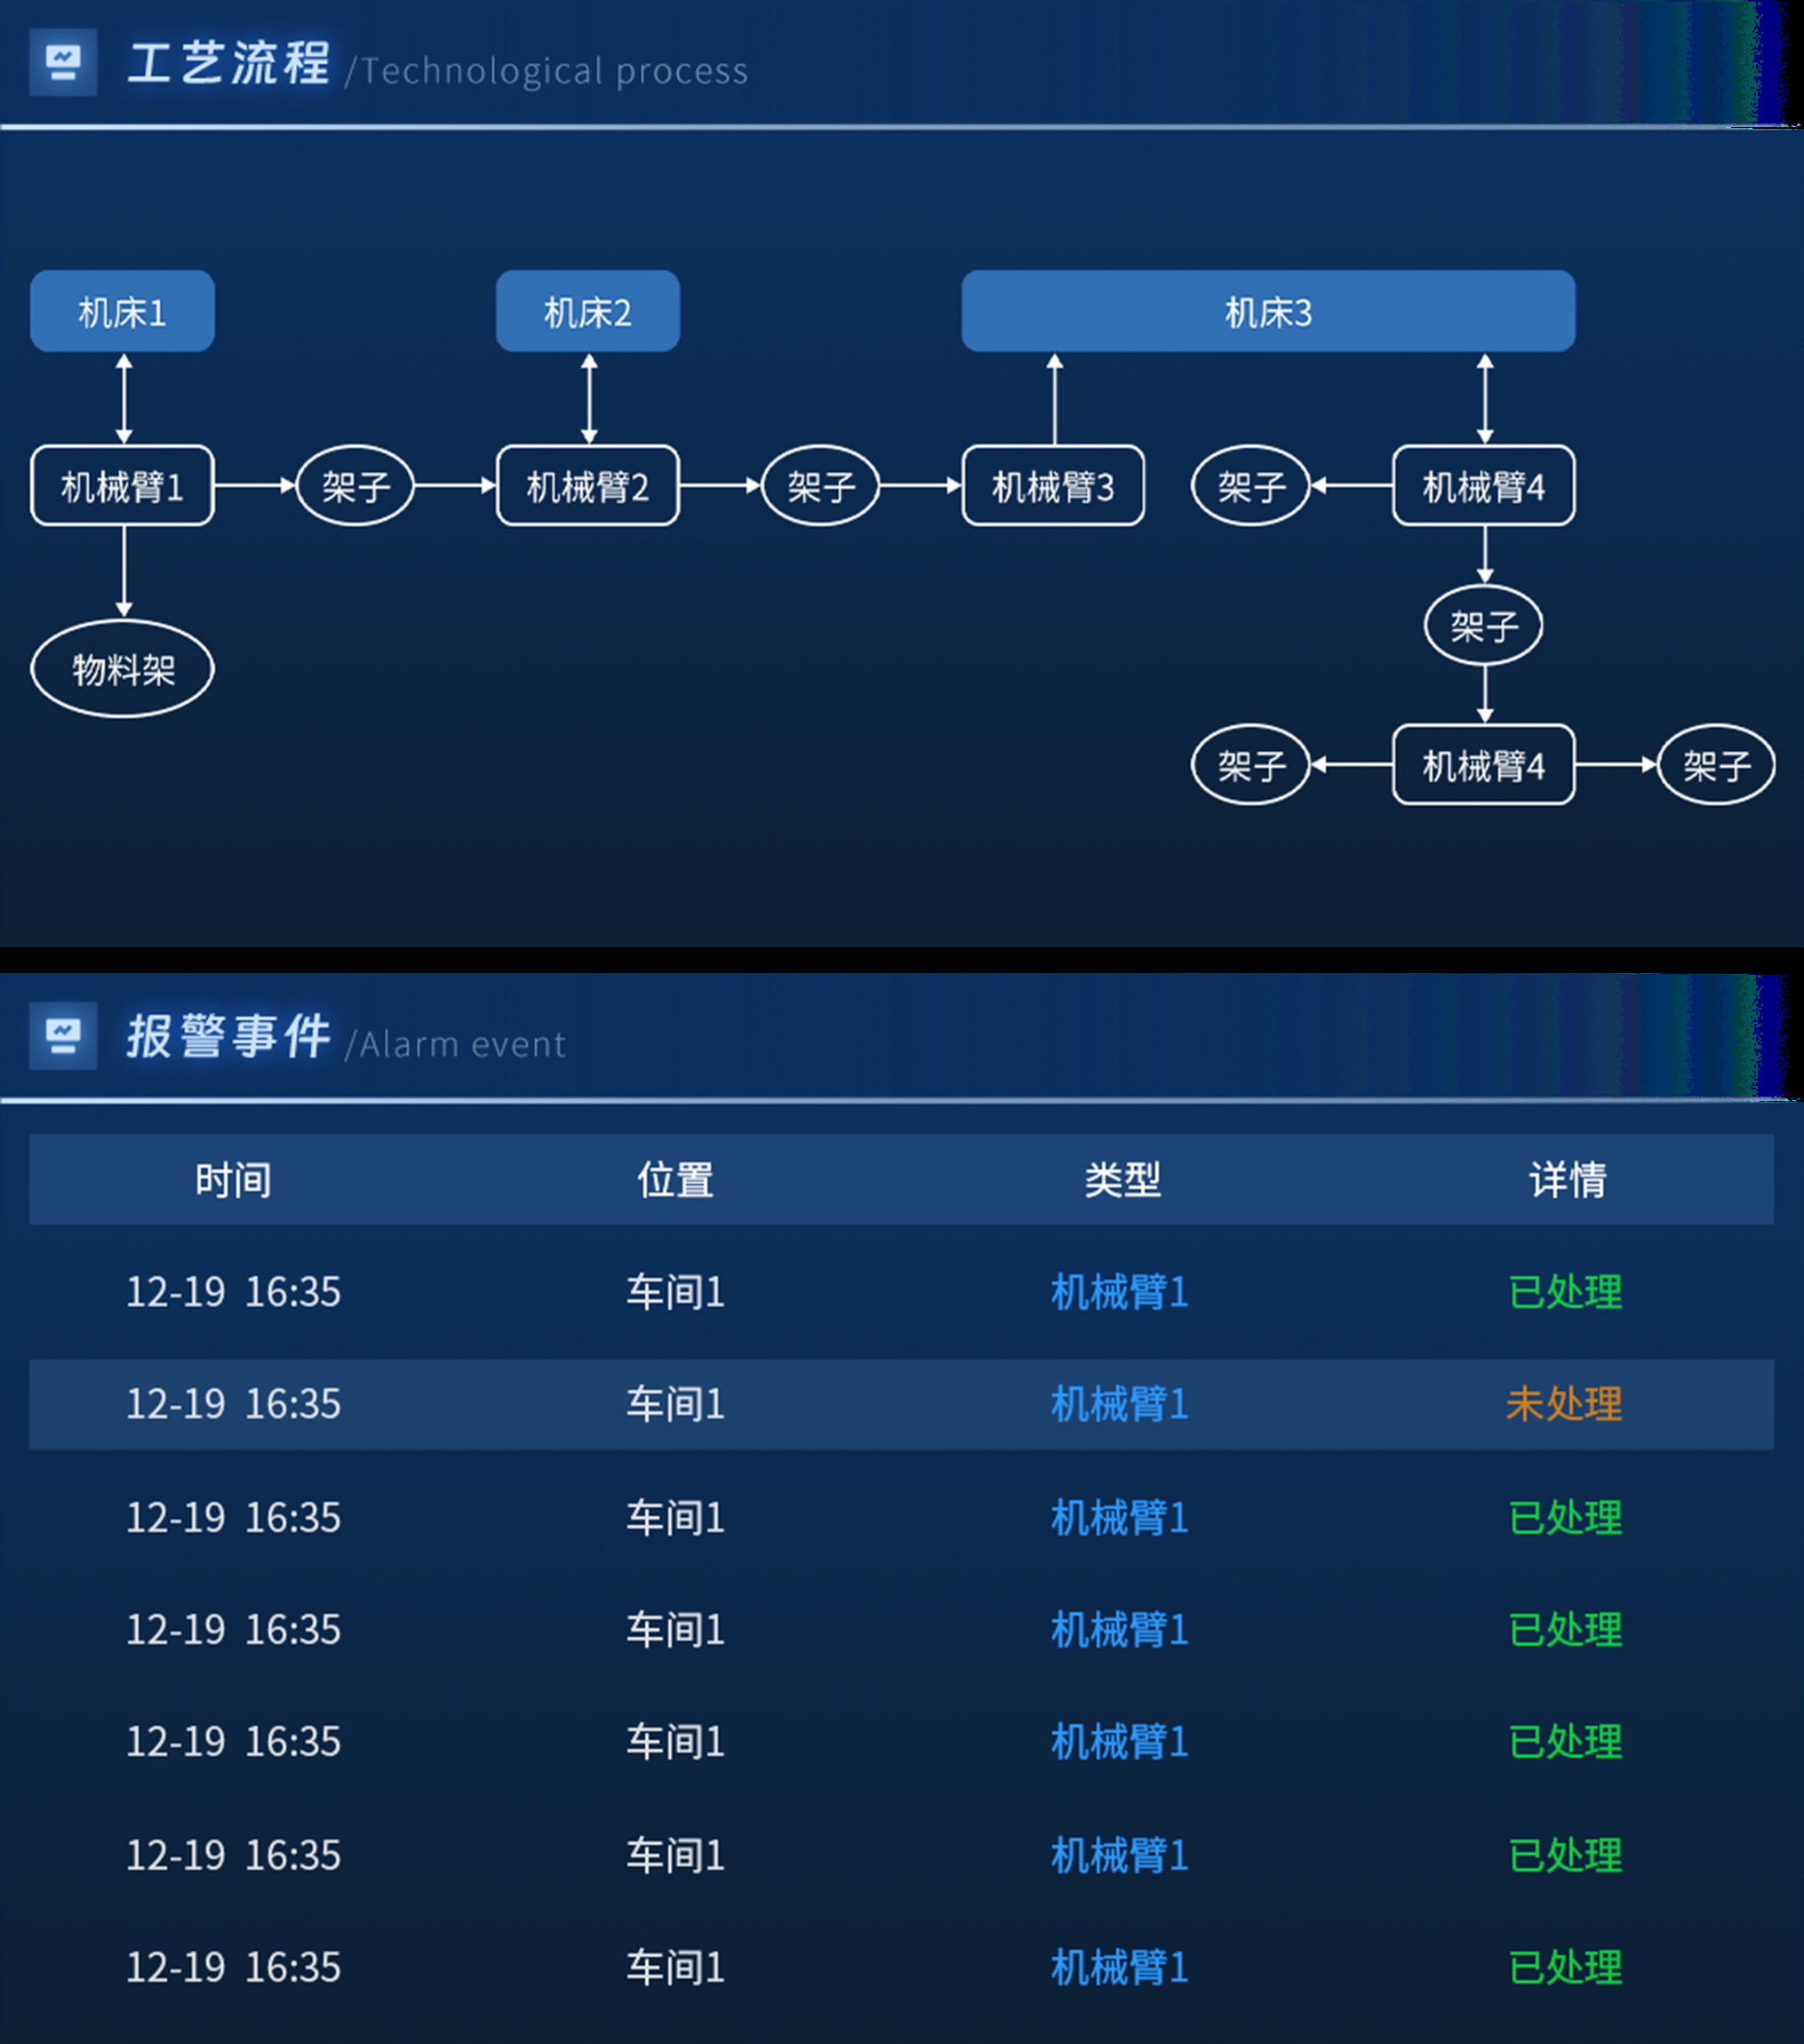 工艺流程 /Technological process
机床1 机床2 机床3
机械臂1 架子 机械臂2 架子 机械臂3 架子 机械臂4
架子
物料架
架子 机械臂4 架子
报警事件 /Alarm event
时间 位置 类型 详情
12-19 16:35 车间1 机械臂1 已处理
12-19 16:35 车间1 机械臂1 未处理
12-19 16:35 车间1 机械臂1 已处理
12-19 16:35 车间1 机械臂1 已处理
12-19 16:35 车间1 机械臂1 已处理
12-19 16:35 车间1 机械臂1 已处理
12-19 16:35 车间1 机械臂1 已处理